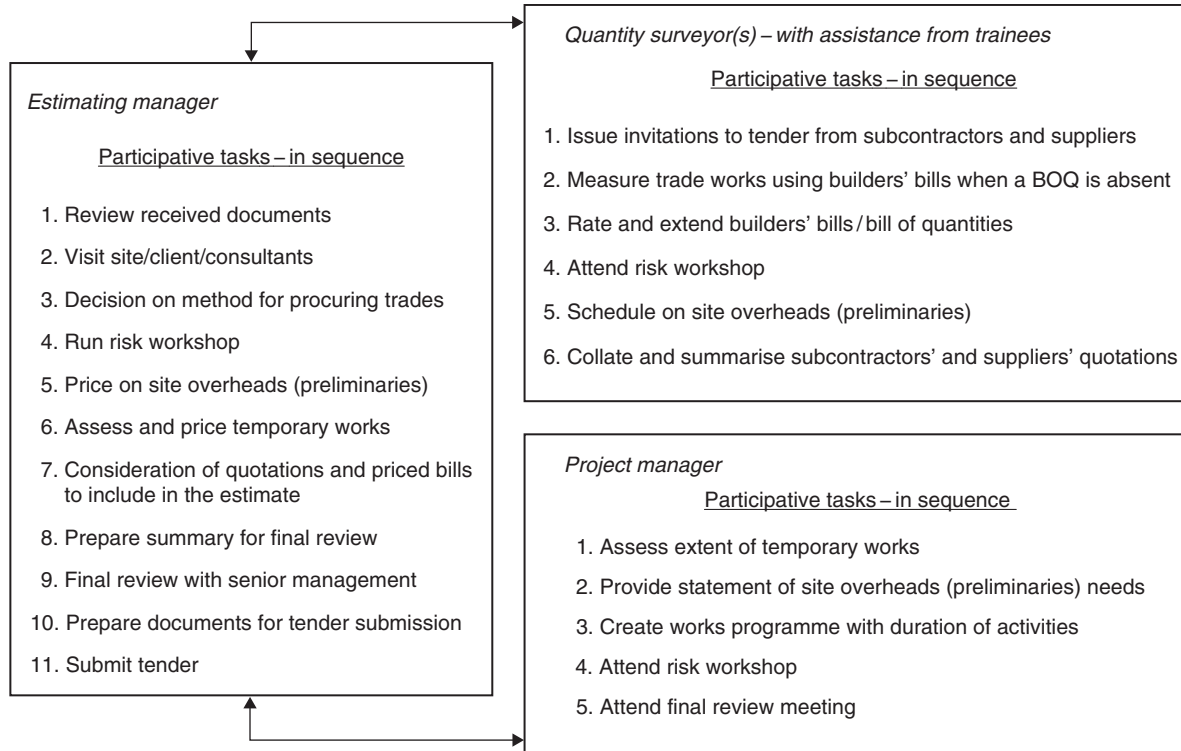 Estimating manager
Participative tasks – in sequence
1. Review received documents
2. Visit site/client/consultants
3. Decision on method for procuring trades
4. Run risk workshop
5. Price on site overheads (preliminaries)
6. Assess and price temporary works
7. Consideration of quotations and priced bills
to include in the estimate
8. Prepare summary for final review
9. Final review with senior management
10. Prepare documents for tender submission
11. Submit tender
Quantity surveyor(s) – with assistance from trainees
Participative tasks – in sequence
1. Issue invitations to tender from subcontractors and suppliers
2. Measure trade works using builders’ bills when a BOQ is absent
3. Rate and extend builders’ bills / bill of quantities
4. Attend risk workshop
5. Schedule on site overheads (preliminaries)
6. Collate and summarise subcontractors’ and suppliers’ quotations
Project manager
Participative tasks – in sequence
1. Assess extent of temporary works
2. Provide statement of site overheads (preliminaries) needs
3. Create works programme with duration of activities
4. Attend risk workshop
5. Attend final review meeting